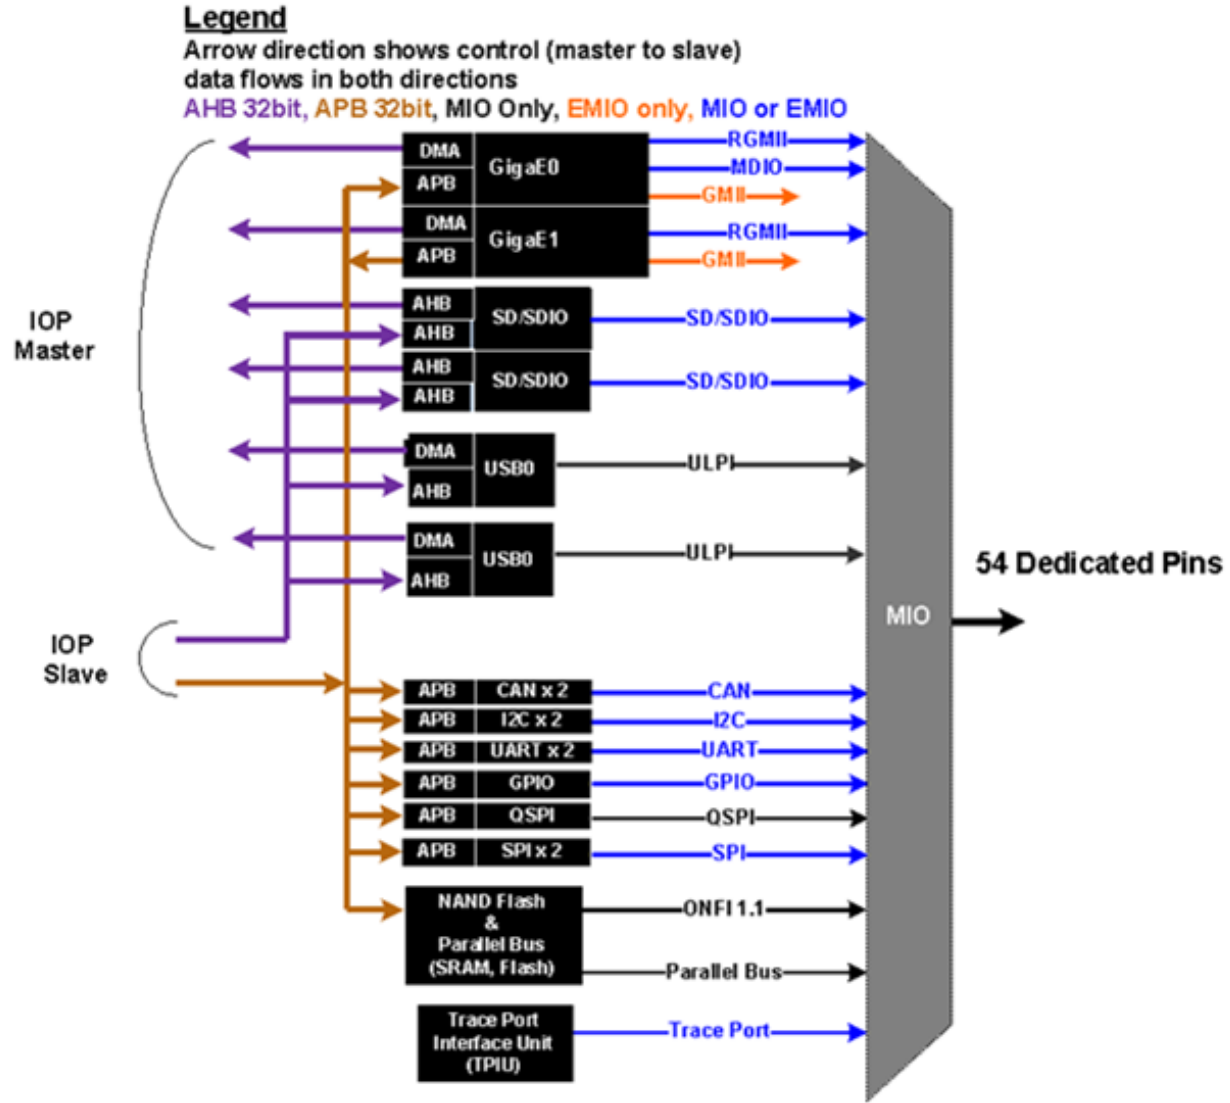 Legend
Arrow direction shows control (master to slave)
data flows in both directions
AHB 32bit, APB 32bit, MIO Only, EMIO only, MIO or EMIO
DMA
APB
GigaE0
RGMII
MDIO
GMII
DMA
APB
GigaE1
RGMII
GMII
IOP
Master
AHB
AHB
SD/SDIO
SD/SDIO
AHB
AHB
SD/SDIO
SD/SDIO
DMA
AHB
USB0
ULPI
DMA
AHB
USB0
ULPI
54 Dedicated Pins
MIO
IOP
Slave
APB CAN x 2 CAN
APB I2C x 2 I2C
APB UART x 2 UART
APB GPIO GPIO
APB QSPI QSPI
APB SPI x 2 SPI
NAND Flash
&
Parallel Bus
(SRAM, Flash)
ONFI 1.1
Parallel Bus
Trace Port
Interface Unit
(TPIU)
Trace Port